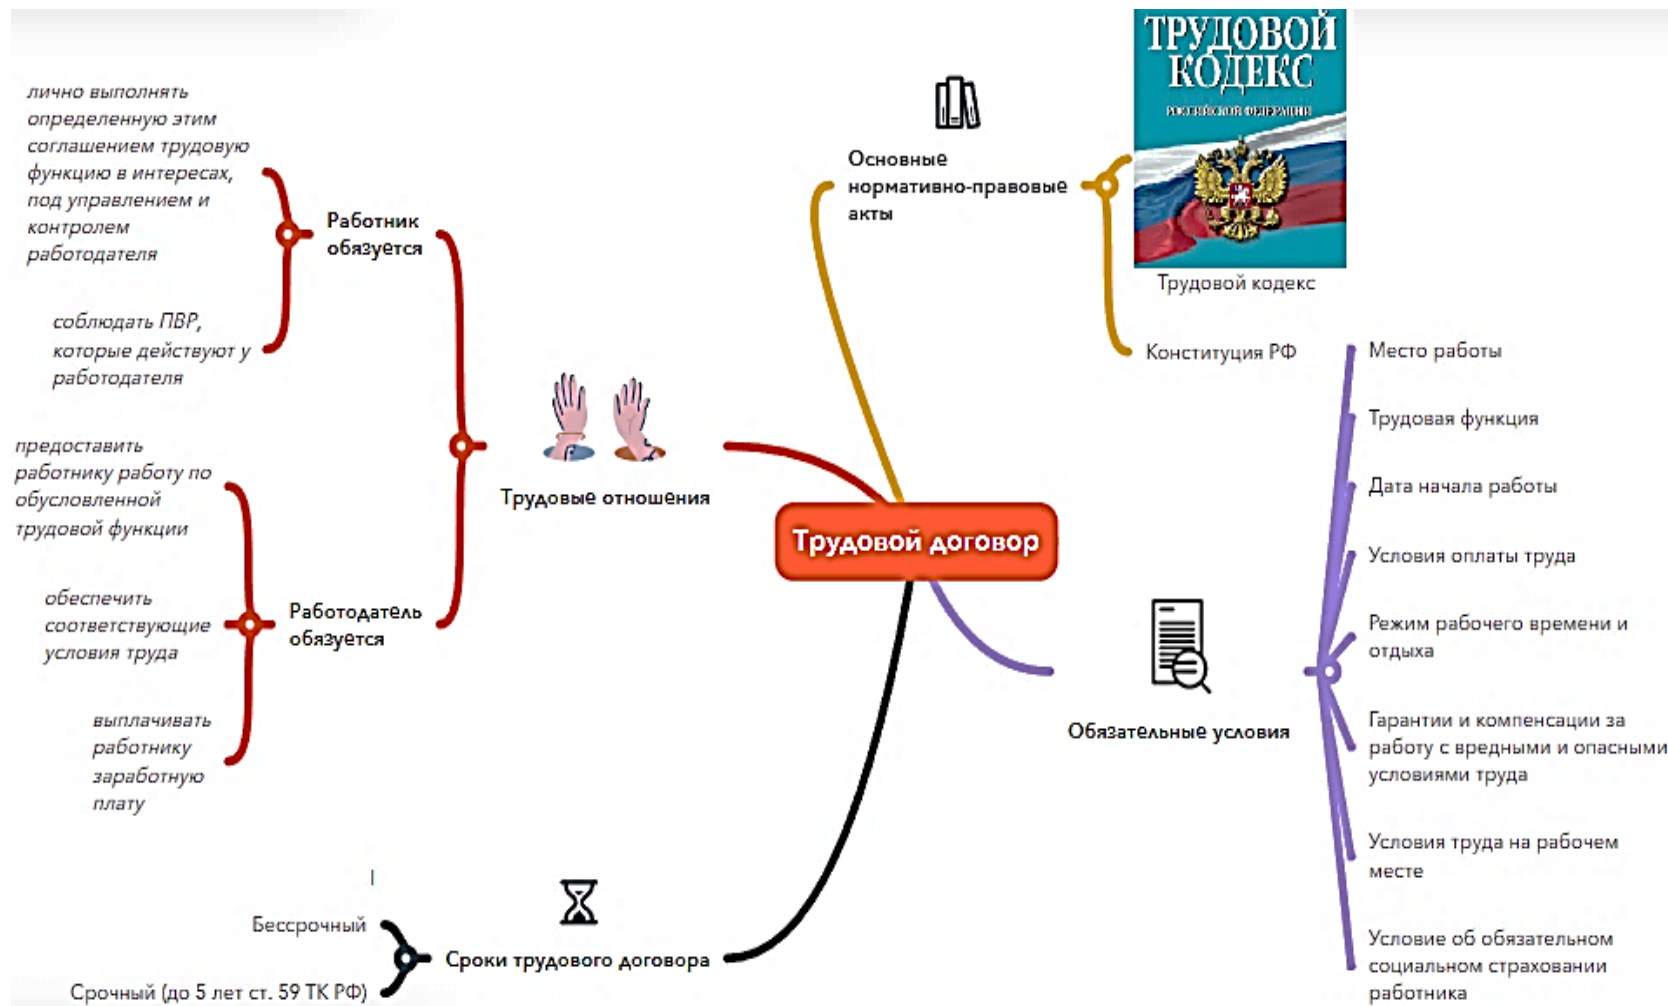 Трудовой договор
Основные
нормативно-правовые
акты
ТРУДОВОЙ
КОДЕКС
РОССИЙСКОЙ ФЕДЕРАЦИИ
Трудовой кодекс
Конституция РФ
Обязательные условия
Место работы
Трудовая функция
Дата начала работы
Условия оплаты труда
Режим рабочего времени и
отдыха
Гарантии и компенсации за
работу с вредными и опасными
условиями труда
Условия труда на рабочем
месте
Условие об обязательном
социальном страховании
работника
Трудовые отношения
Работник
обязуется
лично выполнять
определенную этим
соглашением трудовую
функцию в интересах,
под управлением и
контролем
работодателя
соблюдать ПВР,
которые действуют у
работодателя
Работодатель
обязуется
предоставить
работнику работу по
обусловленной
трудовой функции
обеспечить
соответствующие
условия труда
выплачивать
работнику
заработную
плату
Сроки трудового договора
Бессрочный
Срочный (до 5 лет ст. 59 ТК РФ)